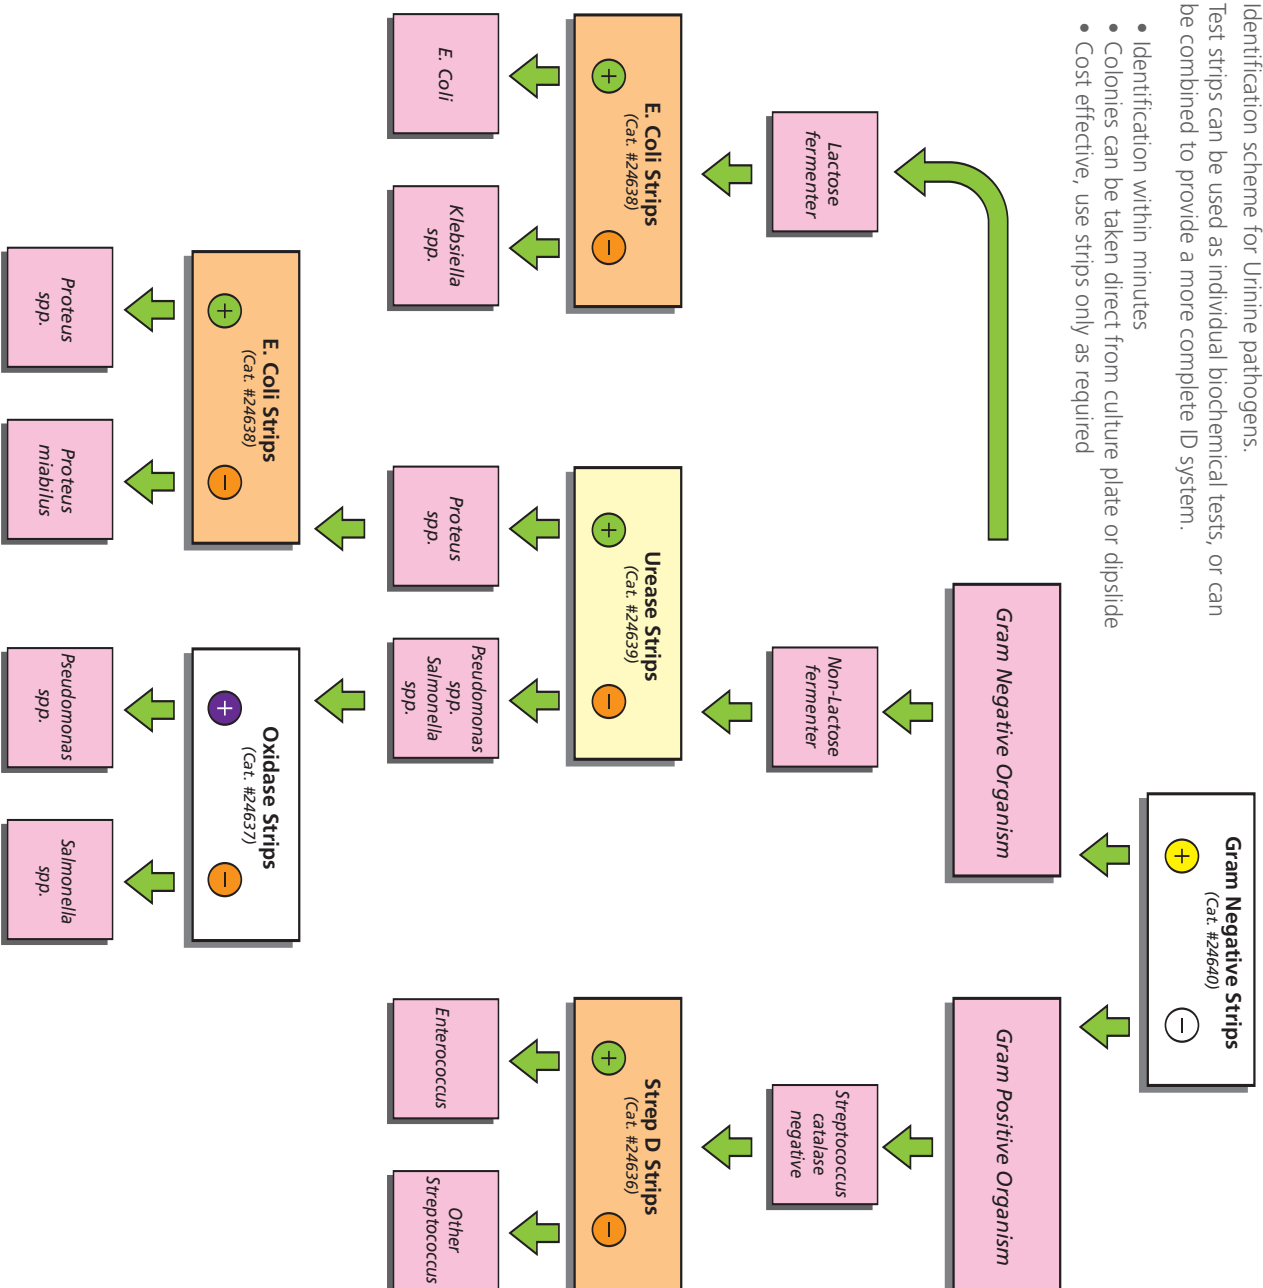 Identification scheme for Urinine pathogens.
Test strips can be used as individual biochemical tests, or can
be combined to provide a more complete ID system.
• Identification within minutes
• Colonies can be taken direct from culture plate or dipslide
• Cost effective, use strips only as required
Gram Negative Strips
(Cat. #24640)
+ −
Gram Negative Organism
Gram Positive Organism
Lactose
fermenter
Non-Lactose
fermenter
Streptococcus
catalase
negative
E. Coli Strips
(Cat. #24638)
+ −
Urease Strips
(Cat. #24639)
+ −
Strep D Strips
(Cat. #24636)
+ −
E. Coli
Klebsiella
spp.
Proteus
spp.
Pseudomonas
spp.
Salmonella
spp.
Enterococcus
Other
Streptococcus
E. Coli Strips
(Cat. #24638)
+ −
Oxidase Strips
(Cat. #24637)
+ −
Proteus
spp.
Proteus
miabilus
Pseudomonas
spp.
Salmonella
spp.